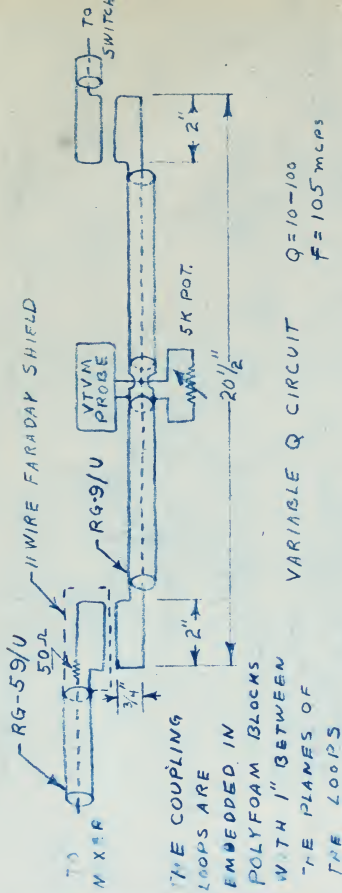 TO
SWITCH
11 WIRE FARADAY SHIELD
RG-59/U
50Ω
TO
VTVM
PROBE
RG-9/U
3/4"
2"
2"
5K POT.
20 1/2"
THE COUPLING
LOOPS ARE
EMBEDDED IN
POLYFOAM BLOCKS
WITH 1" BETWEEN
THE PLANES OF
THE LOOPS
VARIABLE Q CIRCUIT
Q=10-100
F=105 mcps